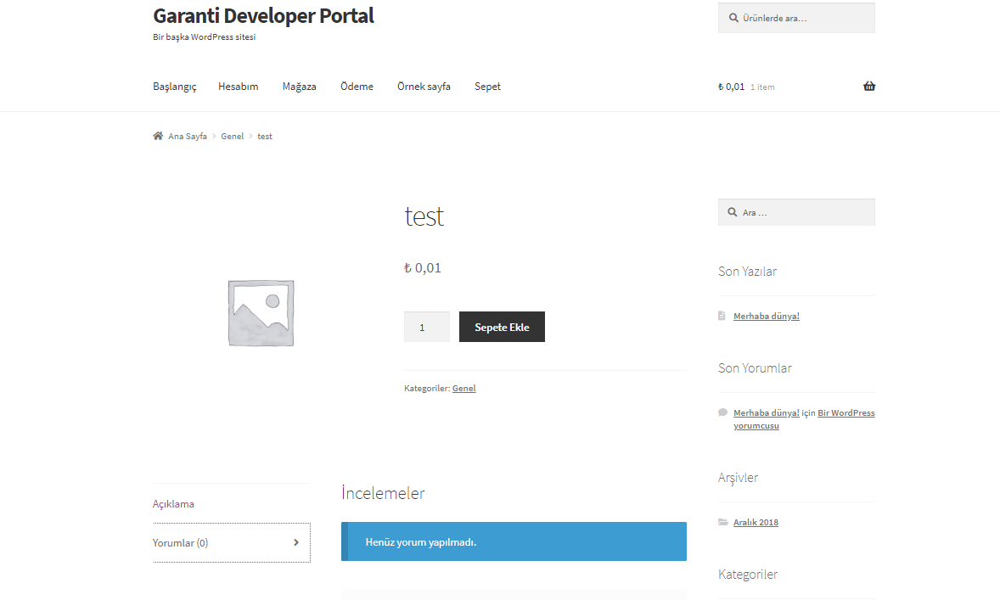 Garanti Developer Portal
Bir başka WordPress sitesi
Ürünlerde ara…
Başlangıç Hesabım Mağaza Ödeme Örnek sayfa Sepet
₺ 0,01 1 item
Ana Sayfa Genel test
test
₺ 0,01
1 Sepete Ekle
Kategoriler: Genel
Açıklama
Yorumlar (0)
İncelemeler
Henüz yorum yapılmadı.
Ara …
Son Yazılar
Merhaba dünya!
Son Yorumlar
Merhaba dünya! için Bir WordPress
yorumcusu
Arşivler
Aralık 2018
Kategoriler